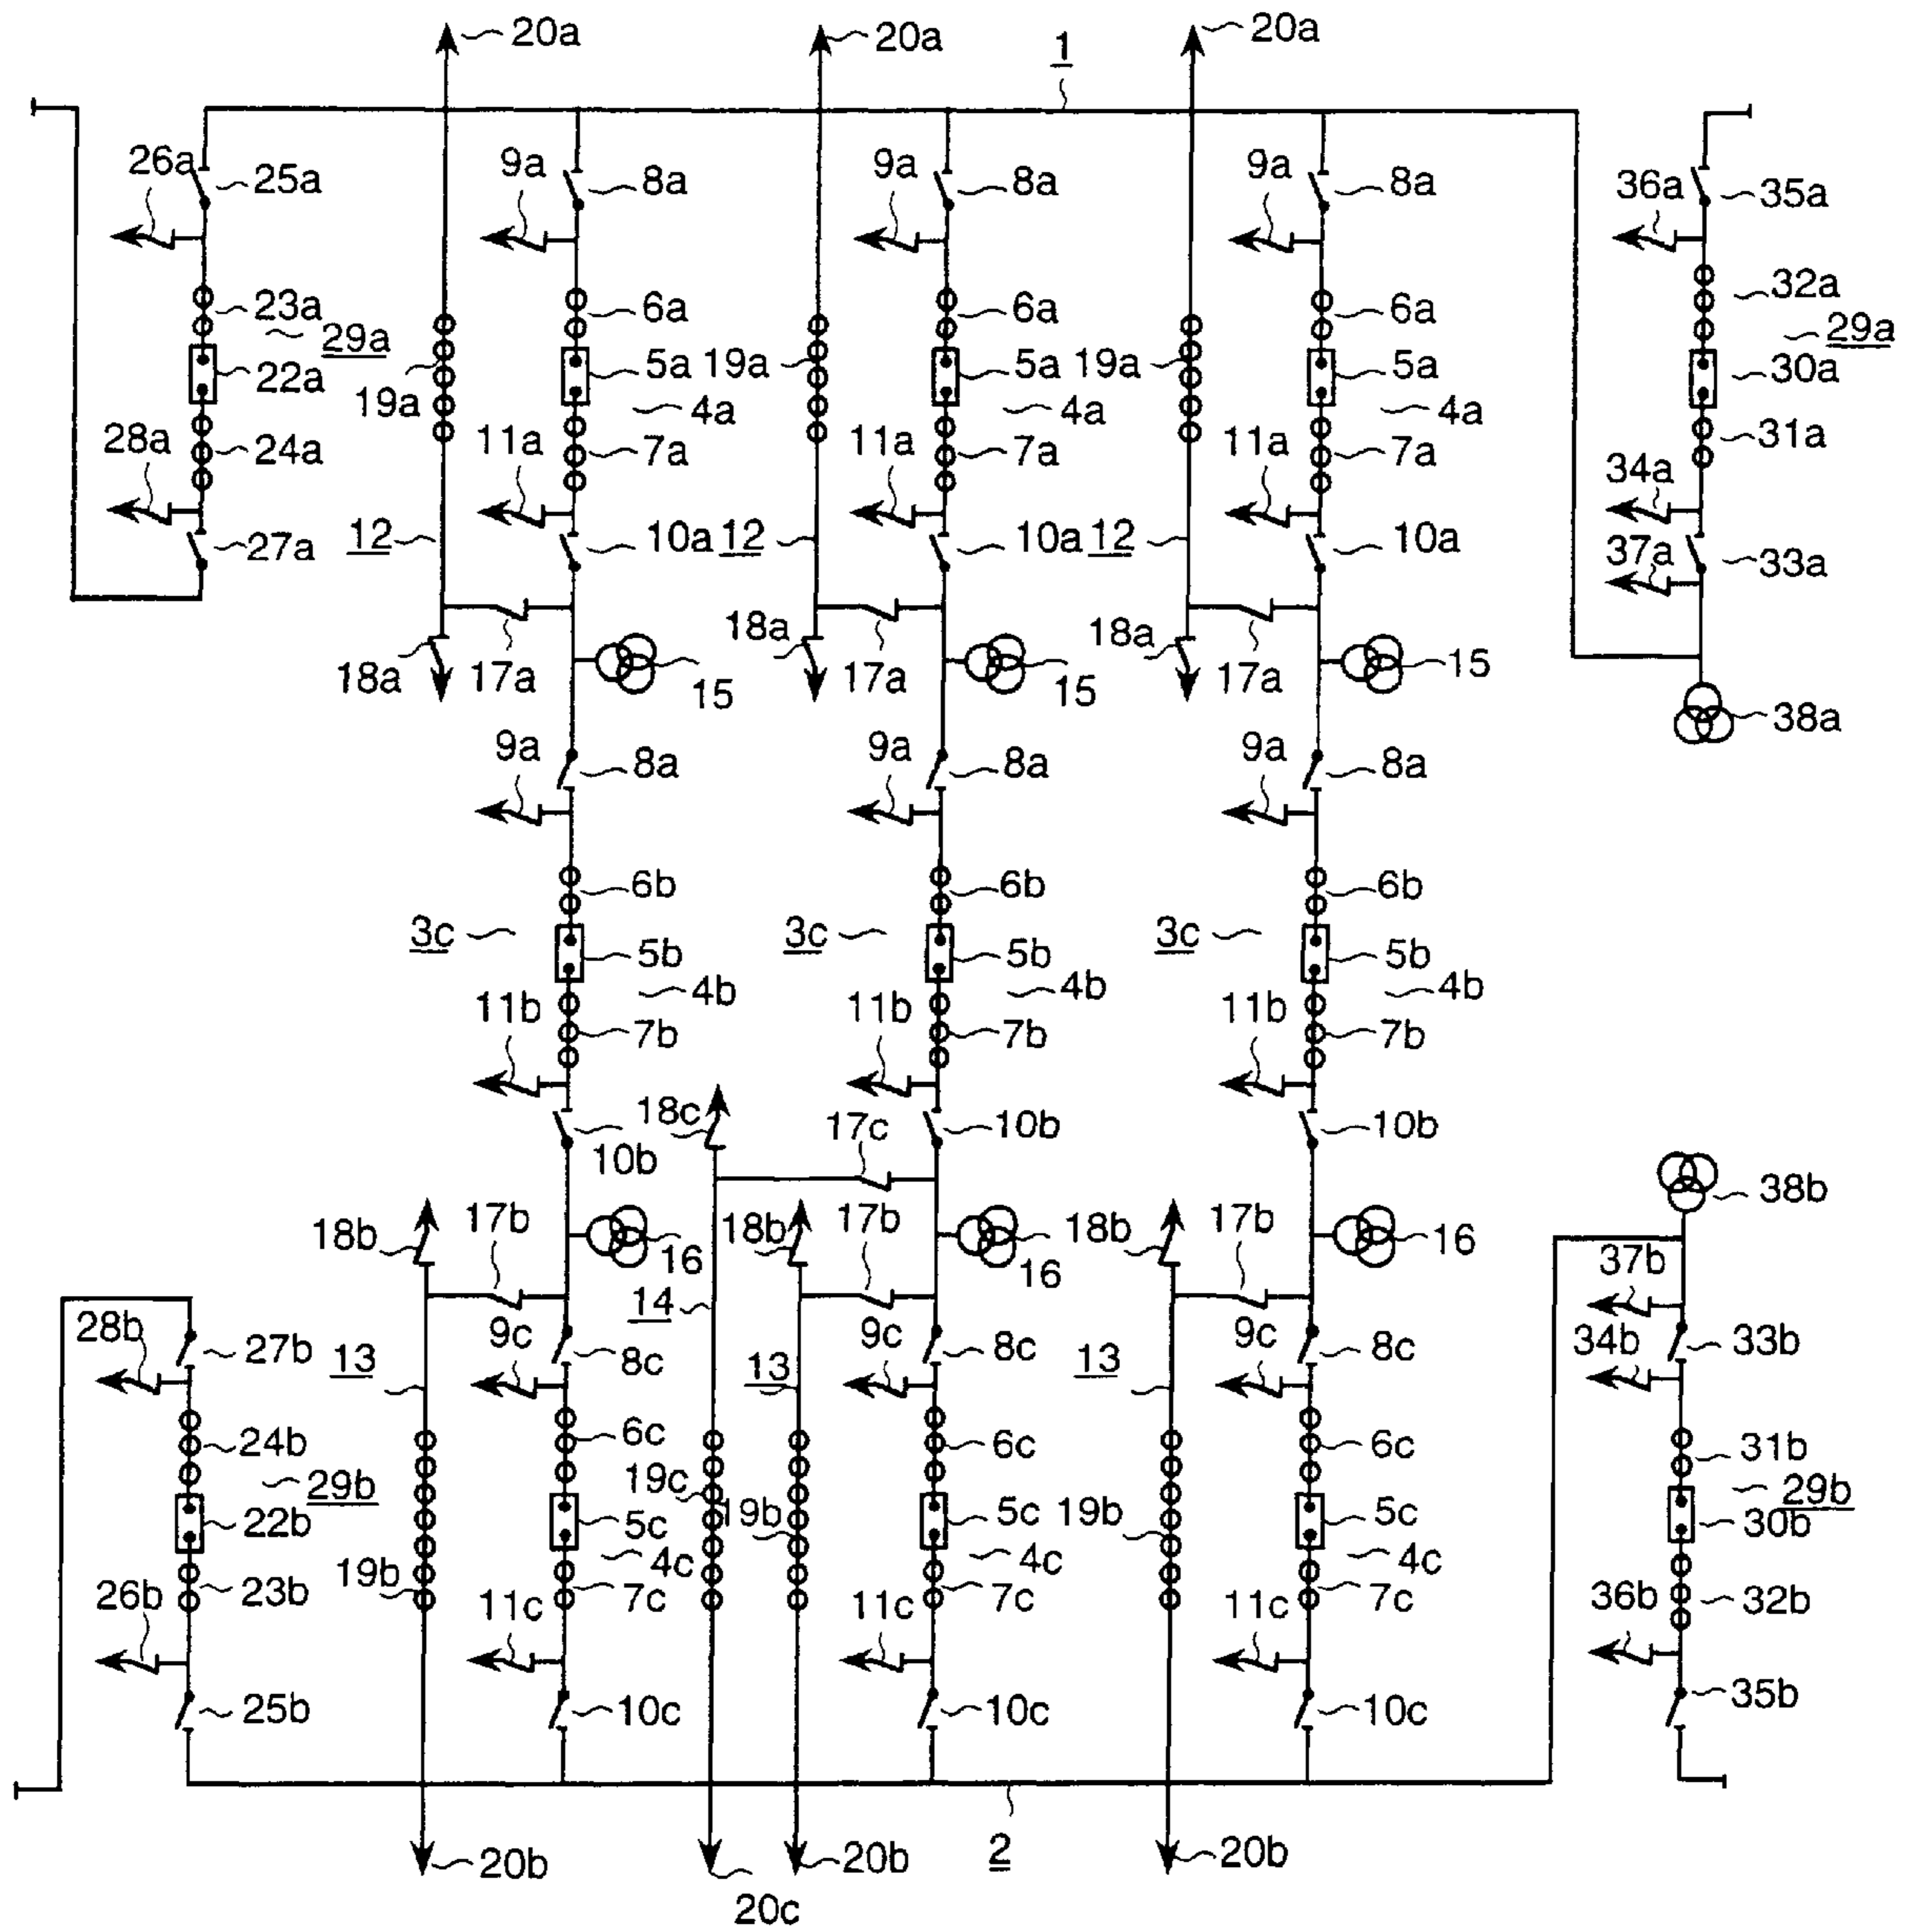 20a 20a 1 20a
26a 25a 9a 8a 9a 8a 9a 8a 36a 35a
23a 29a 6a 6a 6a 32a 29a
22a 19a 5a 19a 5a 19a 5a 30a
4a 4a 4a
28a 24a 11a 7a 11a 7a 11a 7a 31a
34a
27a 12 10a 12 10a 12 10a 37a 33a
18a 17a 15 18a 17a 15 18a 17a 15
38a
9a 8a 9a 8a 9a 8a
6b 6b 6b
3c 5b 3c 5b 3c 5b
11b 4b 11b 4b 11b 4b
7b 7b 7b
18c 17c 10b 10b
10b
38b
18b 17b 16 18b 17b 16 18b 17b 16
14 37b
28b 27b 13 9c 8c 13 9c 8c 13 9c 8c 34b 33b
24b 6c 19c 6c 6c 31b
29b 29b
22b 5c 19b 5c 19b 5c 30b
4c 4c 4c
26b 23b 19b 11c 7c 11c 7c 11c 7c 36b 32b
25b 10c 10c 10c 35b
20b 20b 2 20b
20c